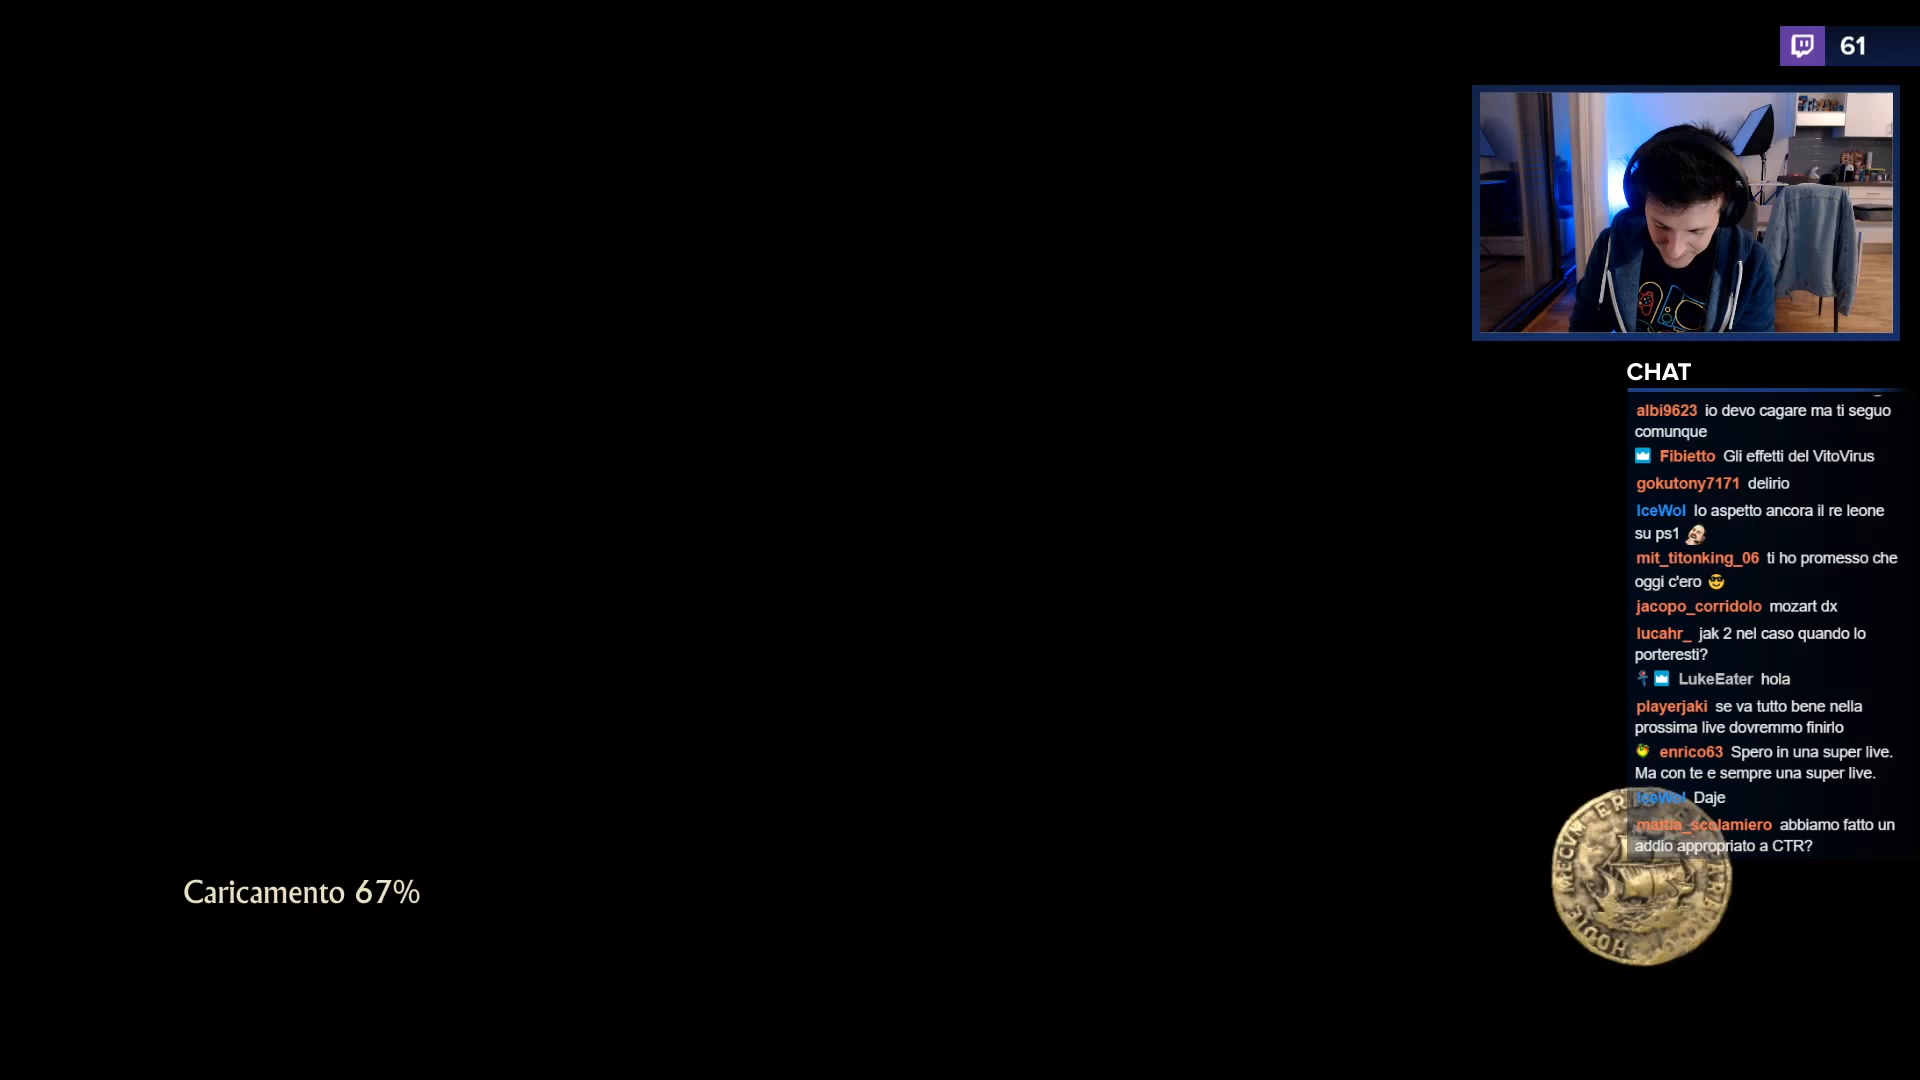 61
CHAT
albi9623 io devo cagare ma ti seguo
comunque
Fibietto Gli effetti del VitoVirus
gokutony7171 delirio
IceWol Io aspetto ancora il re leone
su ps1
mit_titonking_06 ti ho promesso che
oggi c'ero
jacopo_corridolo mozart dx
lucahr_ jak 2 nel caso quando lo
porteresti?
LukeEater hola
playerjaki se va tutto bene nella
prossima live dovremmo finirlo
enrico63 Spero in una super live.
Ma con te e sempre una super live.
IceWol Daje
mattia_scolamiero abbiamo fatto un
addio appropriato a CTR?
Caricamento 67%
MECVM
HODIE